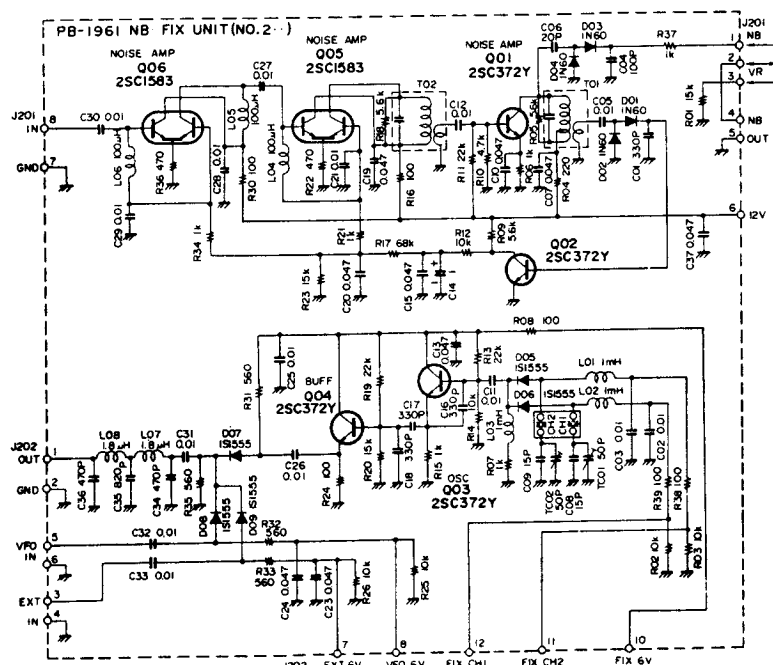 PB-1961 NB FIX UNIT (NO.2··)
NOISE AMP
Q06
2SC1583
NOISE AMP
Q05
2SC1583
NOISE AMP
Q01
2SC372Y
C06
20P
D03
1N60
D04
1N60
C04
100P
R37
1k
J201
1
NB
2
VR
3
R01 15k
4
NB
5
OUT
6
12V
J201
8
IN
7
GND
C30 0.01
L06 100μH
C29 0.01
R36 470
C28 0.01
R34 1k
L05
100μH
R30 100
C27
0.01
L04 100μH
R22 470
C21 0.01
C19
0.047
R18 5.6k
T02
R16
100
C12
0.01
R11 22k
R10 4.7k
C10 0.047
R06 1k
R05 5.6k
C07 0.047
R04 220
T01
C05
0.01
D01
1N60
D02 1N60
C01 330P
C37 0.047
R21
1k
R17 68k
R12
10k
R09
5.6k
Q02
2SC372Y
R23 15k
C20 0.047
C15 0.047
C14
R08 100
R31 560
C25 0.01
BUFF
Q04
2SC372Y
R19 22k
C13
0.047
R13
22k
C11
0.01
D05
1S1555
D06
1S1555
L01 1mH
L02 1mH
C17
330P
C16
330P
R14
10k
L03
1mH
R07
1k
CH2
CH1
C09 15P
TC02
50P
C08
15P
TC01 50P
C03 0.01
C02 0.01
R39 100
R38 100
R20 15k
C18
330P
R15 1k
OSC
Q03
2SC372Y
R02 10k
R03 10k
J202
1
OUT
2
GND
L08
1.8μH
L07
1.8μH
C31
0.01
D07
1S1555
C36 470P
C35 820P
C34 470P
R35 560
C26
0.01
R24
100
D08
1S1555
D09
1S1555
5
VFO
IN
6
3
EXT
4
IN
C32 0.01
R32
560
C33 0.01
R33
560
C24 0.047
C23 0.047
R26 10k
R25 10k
7
8
12
11
10
J202
EXT 6V
VFO 6V
FIX CH1
FIX CH2
FIX 6V